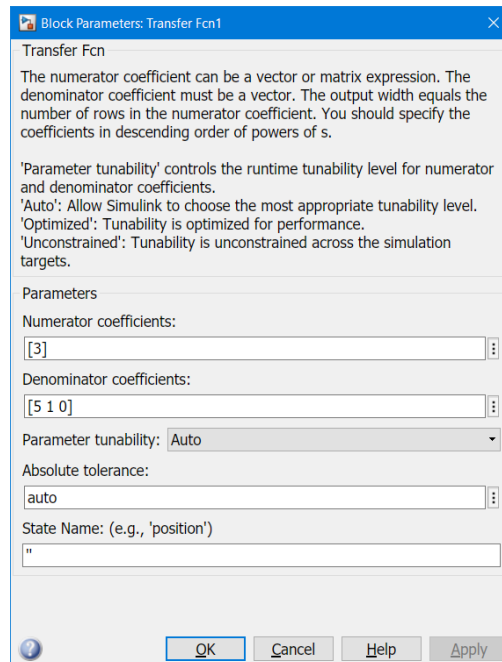 Block Parameters: Transfer Fcn1
Transfer Fcn
The numerator coefficient can be a vector or matrix expression. The
denominator coefficient must be a vector. The output width equals the
number of rows in the numerator coefficient. You should specify the
coefficients in descending order of powers of s.
'Parameter tunability' controls the runtime tunability level for numerator
and denominator coefficients.
'Auto': Allow Simulink to choose the most appropriate tunability level.
'Optimized': Tunability is optimized for performance.
'Unconstrained': Tunability is unconstrained across the simulation
targets.
Parameters
Numerator coefficients:
[3]
Denominator coefficients:
[5 1 0]
Parameter tunability: Auto
Absolute tolerance:
auto
State Name: (e.g., 'position')
''
OK Cancel Help Apply